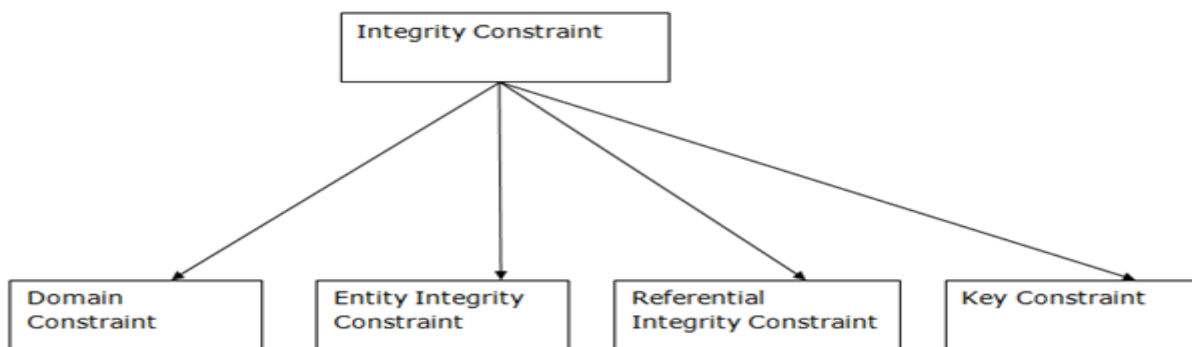 Integrity Constraint
Domain
Constraint
Entity Integrity
Constraint
Referential
Integrity Constraint
Key Constraint